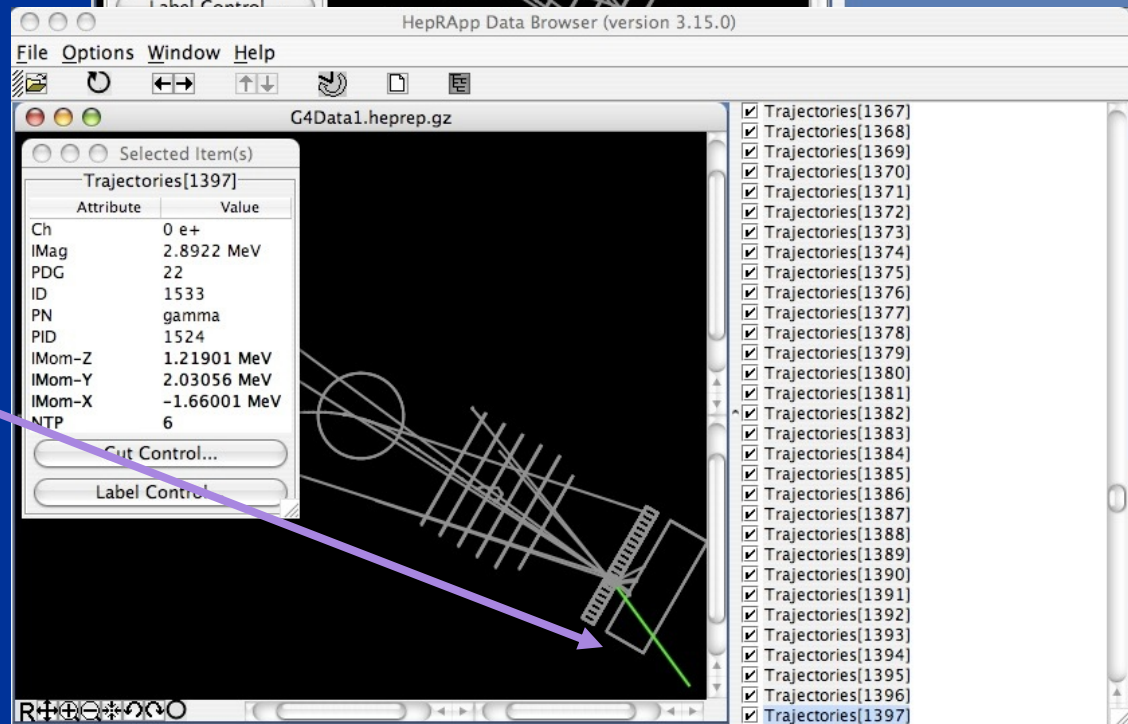 Label Control
HepRApp Data Browser (version 3.15.0)
File Options Window Help
G4Data1.heprep.gz
Selected Item(s)
Trajectories[1397]
Attribute Value
Ch 0 e+
IMag 2.8922 MeV
PDG 22
ID 1533
PN gamma
PID 1524
IMom-Z 1.21901 MeV
IMom-Y 2.03056 MeV
IMom-X -1.66001 MeV
NTP 6
Cut Control...
Label Control...
R
Trajectories[1367]
Trajectories[1368]
Trajectories[1369]
Trajectories[1370]
Trajectories[1371]
Trajectories[1372]
Trajectories[1373]
Trajectories[1374]
Trajectories[1375]
Trajectories[1376]
Trajectories[1377]
Trajectories[1378]
Trajectories[1379]
Trajectories[1380]
Trajectories[1381]
Trajectories[1382]
Trajectories[1383]
Trajectories[1384]
Trajectories[1385]
Trajectories[1386]
Trajectories[1387]
Trajectories[1388]
Trajectories[1389]
Trajectories[1390]
Trajectories[1391]
Trajectories[1392]
Trajectories[1393]
Trajectories[1394]
Trajectories[1395]
Trajectories[1396]
Trajectories[1397]